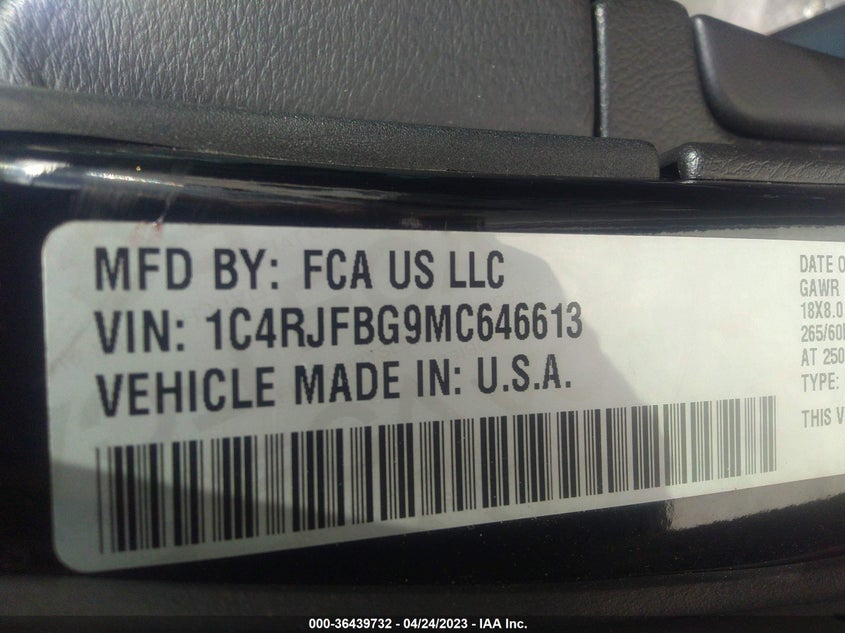 MFD BY: FCA US LLC
VIN: 1C4RJFBG9MC646613
VEHICLE MADE IN: U.S.A.
DATE O
GAWR
18X8.0
265/60
AT 250
TYPE:
THIS V
000-36439732 - 04/24/2023 - IAA Inc.